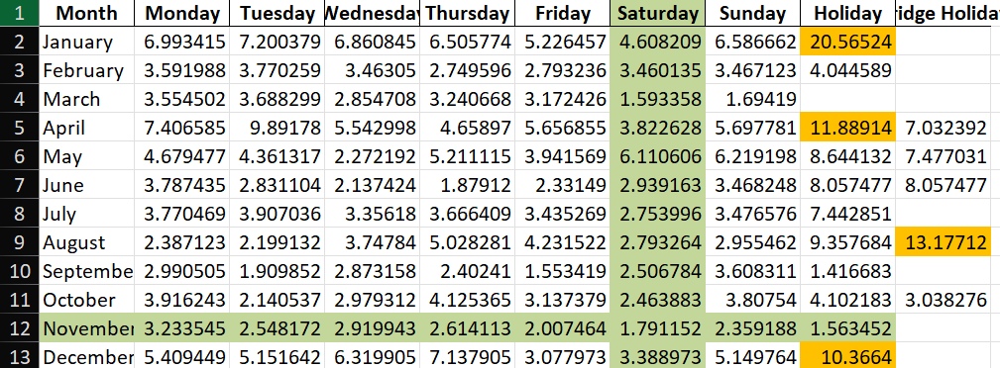 1 Month Monday Tuesday Wednesday Thursday Friday Saturday Sunday Holiday ridge Holida
2 January 6.993415 7.200379 6.860845 6.505774 5.226457 4.608209 6.586662 20.56524
3 February 3.591988 3.770259 3.46305 2.749596 2.793236 3.460135 3.467123 4.044589
4 March 3.554502 3.688299 2.854708 3.240668 3.172426 1.593358 1.69419
5 April 7.406585 9.89178 5.542998 4.65897 5.656855 3.822628 5.697781 11.88914 7.032392
6 May 4.679477 4.361317 2.272192 5.211115 3.941569 6.110606 6.219198 8.644132 7.477031
7 June 3.787435 2.831104 2.137424 1.87912 2.33149 2.939163 3.468248 8.057477 8.057477
8 July 3.770469 3.907036 3.35618 3.666409 3.435269 2.753996 3.476576 7.442851
9 August 2.387123 2.199132 3.74784 5.028281 4.231522 2.793264 2.955462 9.357684 13.17712
10 Septembe 2.990505 1.909852 2.873158 2.40241 1.553419 2.506784 3.608311 1.416683
11 October 3.916243 2.140537 2.979312 4.125365 3.137379 2.463883 3.80754 4.102183 3.038276
12 November 3.233545 2.548172 2.919943 2.614113 2.007464 1.791152 2.359188 1.563452
13 December 5.409449 5.151642 6.319905 7.137905 3.077973 3.388973 5.149764 10.3664